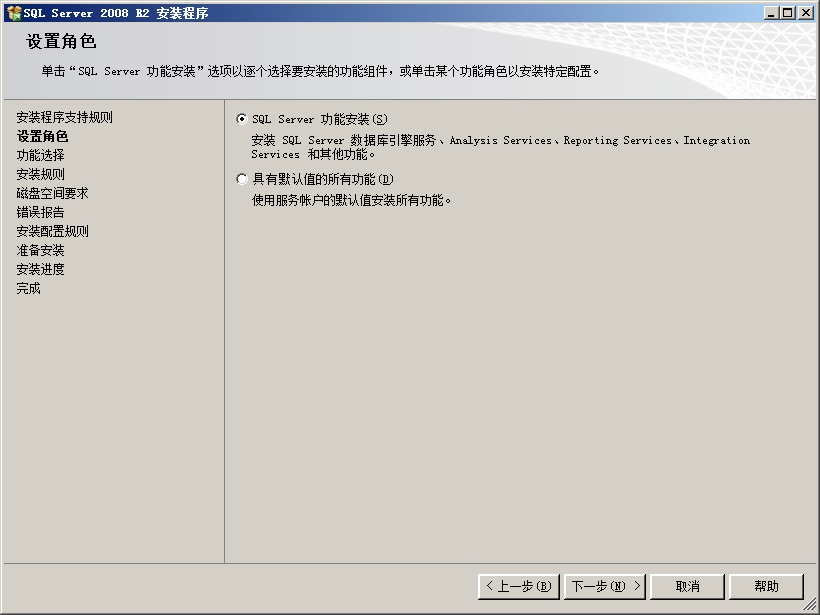 SQL Server 2008 R2 安装程序
设置角色
单击“SQL Server 功能安装”选项以逐个选择要安装的功能组件，或单击某个功能角色以安装特定配置。
安装程序支持规则
设置角色
功能选择
安装规则
磁盘空间要求
错误报告
安装配置规则
准备安装
安装进度
完成
SQL Server 功能安装(S)
安装 SQL Server 数据库引擎服务、Analysis Services、Reporting Services、Integration
Services 和其他功能。
具有默认值的所有功能(D)
使用服务帐户的默认值安装所有功能。
< 上一步(B)
下一步(N) >
取消
帮助